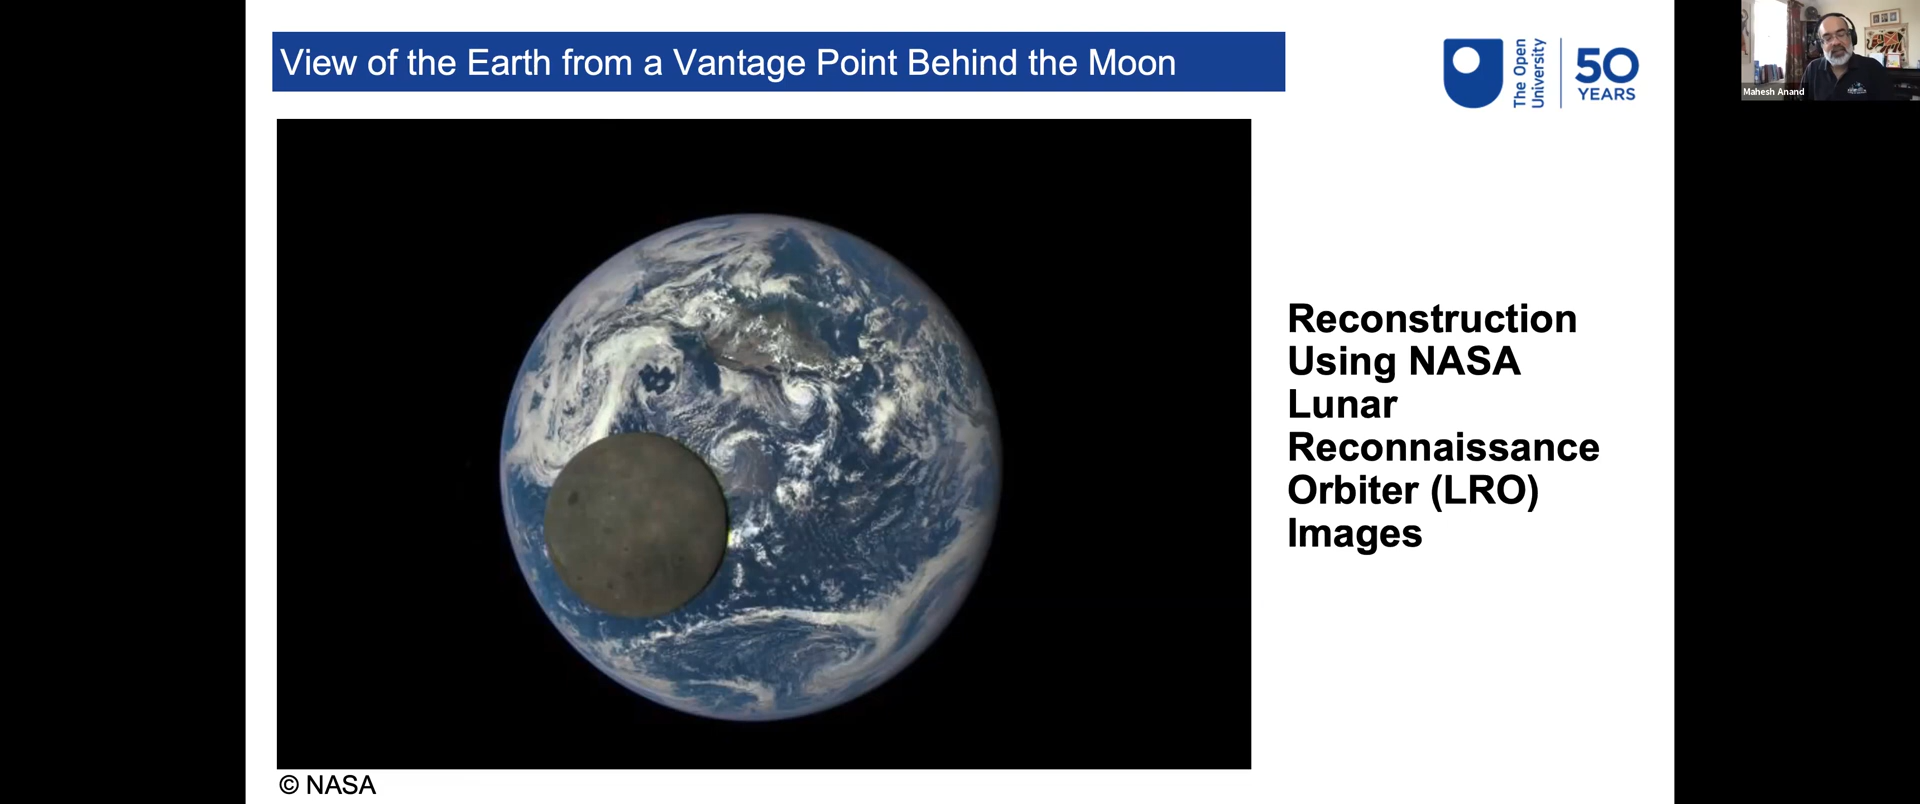 View of the Earth from a Vantage Point Behind the Moon
The Open
University
50
YEARS
Mahesh Anand
Reconstruction
Using NASA
Lunar
Reconnaissance
Orbiter (LRO)
Images
© NASA